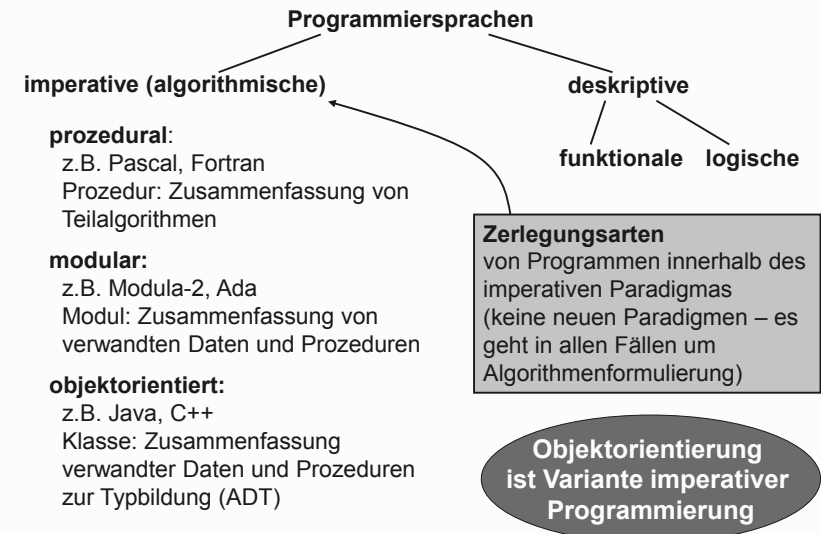 Programmiersprachen
imperative (algorithmische)
deskriptive
funktionale logische
prozedural:
z.B. Pascal, Fortran
Prozedur: Zusammenfassung von
Teilalgorithmen
modular:
z.B. Modula-2, Ada
Modul: Zusammenfassung von
verwandten Daten und Prozeduren
objektorientiert:
z.B. Java, C++
Klasse: Zusammenfassung
verwandter Daten und Prozeduren
zur Typbildung (ADT)
Zerlegungsarten
von Programmen innerhalb des
imperativen Paradigmas
(keine neuen Paradigmen – es
geht in allen Fällen um
Algorithmenformulierung)
Objektorientierung
ist Variante imperativer
Programmierung